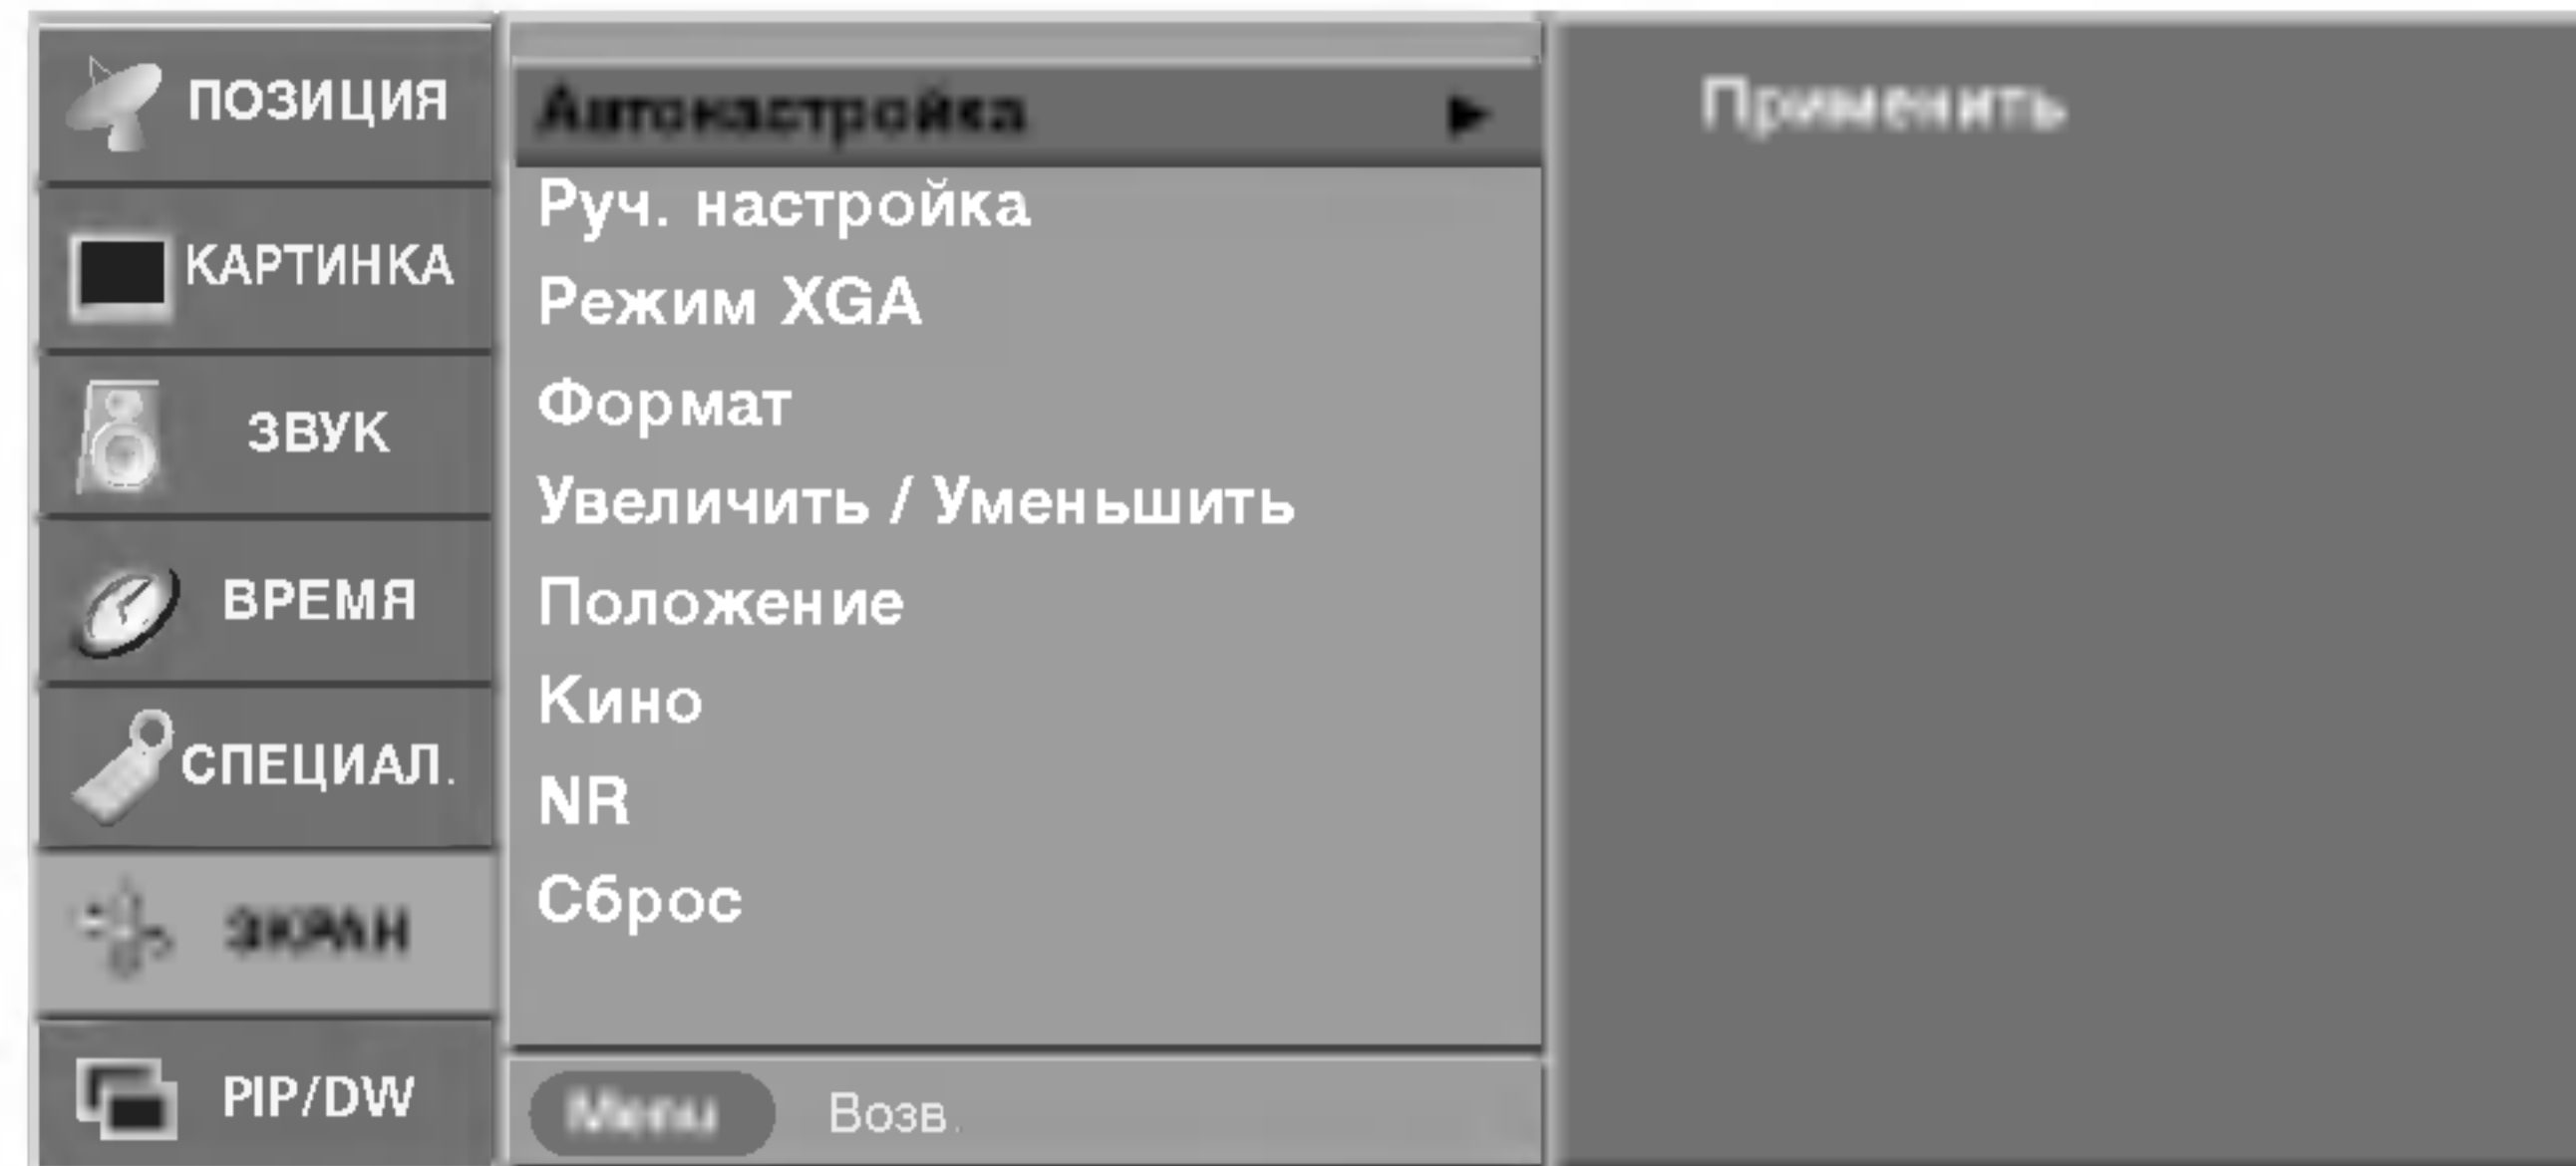 ПОЗИЦИЯ
КАРТИНКА
ЗВУК
ВРЕМЯ
СПЕЦИАЛ.
ЭКРАН
PIP/DW
Автонастройка
Руч. настройка
Режим XGA
Формат
Увеличить / Уменьшить
Положение
Кино
NR
Сброс
Menu Возв.
Применить